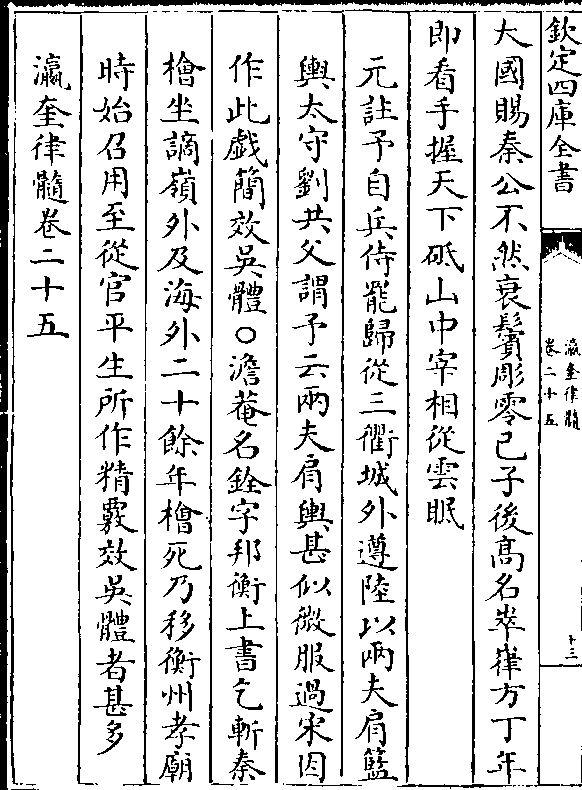 欽定四庫全書
瀛奎律髓
卷二十五
十三
大國賜秦公不然衰鬢彫零已子後髙名崒嵂方丁年
即看手握天下砥山中宰相從雲眠
元註予自兵侍罷歸從三衢城外遵陸以兩夫肩籃
輿太守劉共父謂予云兩夫肩輿甚似微服過宋因
作此戯簡效吳體○澹菴名銓字邦衡上書乞斬秦
檜坐謫嶺外及海外二十餘年檜死乃移衡州孝廟
時始召用至從官平生所作精覈效吳體者甚多
瀛奎律髓卷二十五